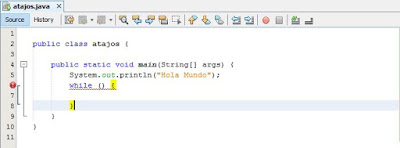 atajos.java
Source History
1
2 public class atajos {
3
4 public static void main(String[] args) {
5 System.out.println("Hola Mundo");
while () {
7
8 }
9 }
10 }
11